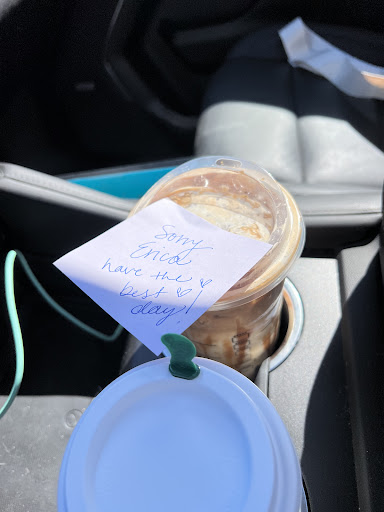 Sorry
Erica
have the
best ♡♡
day!